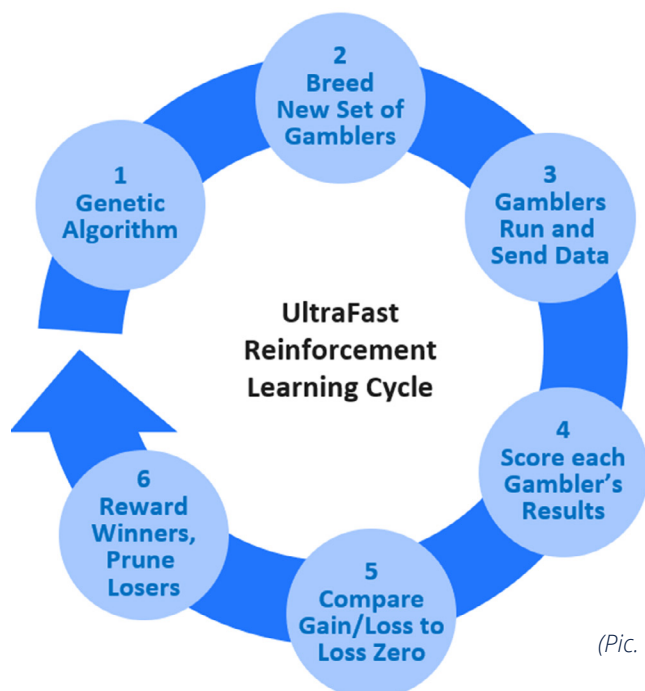 1
Genetic
Algorithm
2
Breed
New Set of
Gamblers
3
Gamblers
Run and
Send Data
4
Score each
Gambler's
Results
5
Compare
Gain/Loss to
Loss Zero
6
Reward
Winners,
Prune
Losers
UltraFast
Reinforcement
Learning Cycle
(Pic.